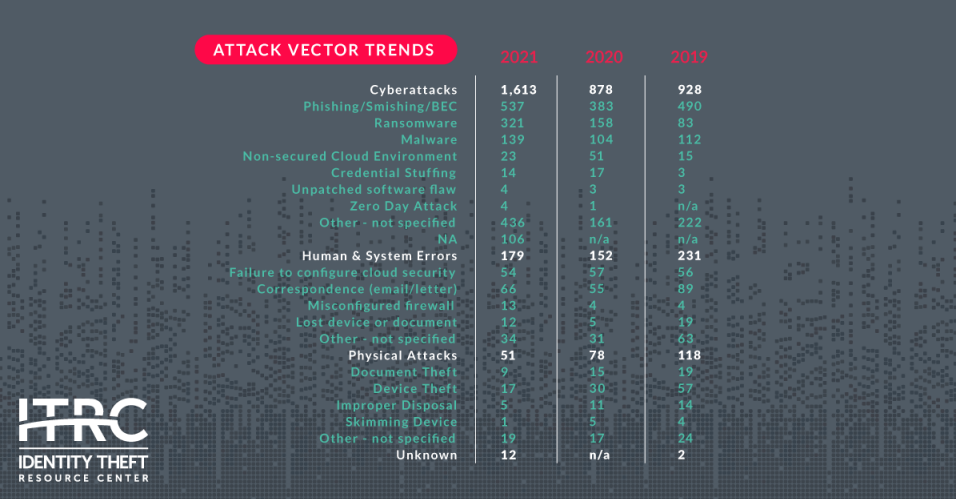 ATTACK VECTOR TRENDS 2021 2020 2019
Cyberattacks 1,613 878 928
Phishing/Smishing/BEC 537 383 490
Ransomware 321 158 83
Malware 139 104 112
Non-secured Cloud Environment 23 51 15
Credential Stuffing 14 17 3
Unpatched software flaw 4 3 3
Zero Day Attack 4 1 n/a
Other - not specified 436 161 222
NA 106 n/a n/a
Human & System Errors 179 152 231
Failure to configure cloud security 54 57 56
Correspondence (email/letter) 66 55 89
Misconfigured firewall 13 4 4
Lost device or document 12 5 19
Other - not specified 34 31 63
Physical Attacks 51 78 118
Document Theft 9 15 19
Device Theft 17 30 57
Improper Disposal 5 11 14
Skimming Device 1 5 4
Other - not specified 19 17 24
Unknown 12 n/a 2
ITRC
IDENTITY THEFT
RESOURCE CENTER